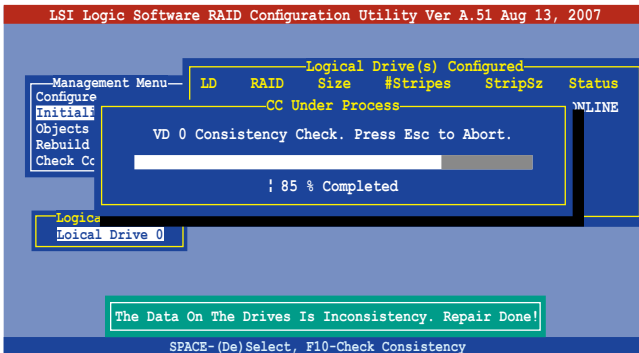 LSI Logic Software RAID Configuration Utility Ver A.51 Aug 13, 2007
Logical Drive(s) Configured
LD RAID Size #Stripes StripSz Status
ONLINE
Management Menu
Configure
Initiali
Objects
Rebuild
Check Co
CC Under Process
VD 0 Consistency Check. Press Esc to Abort.
¦ 85 % Completed
Logica
Loical Drive 0
The Data On The Drives Is Inconsistency. Repair Done!
SPACE-(De)Select, F10-Check Consistency